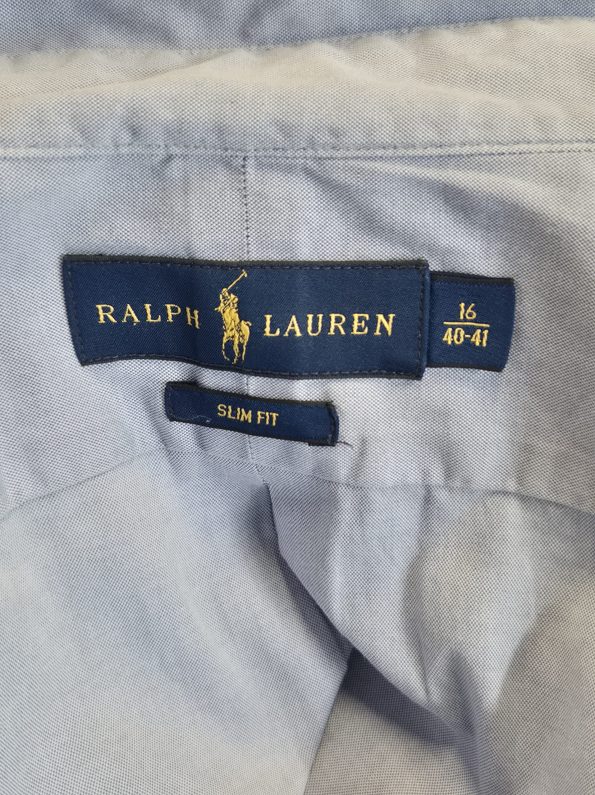 RALPH LAUREN
16
40-41
SLIM FIT